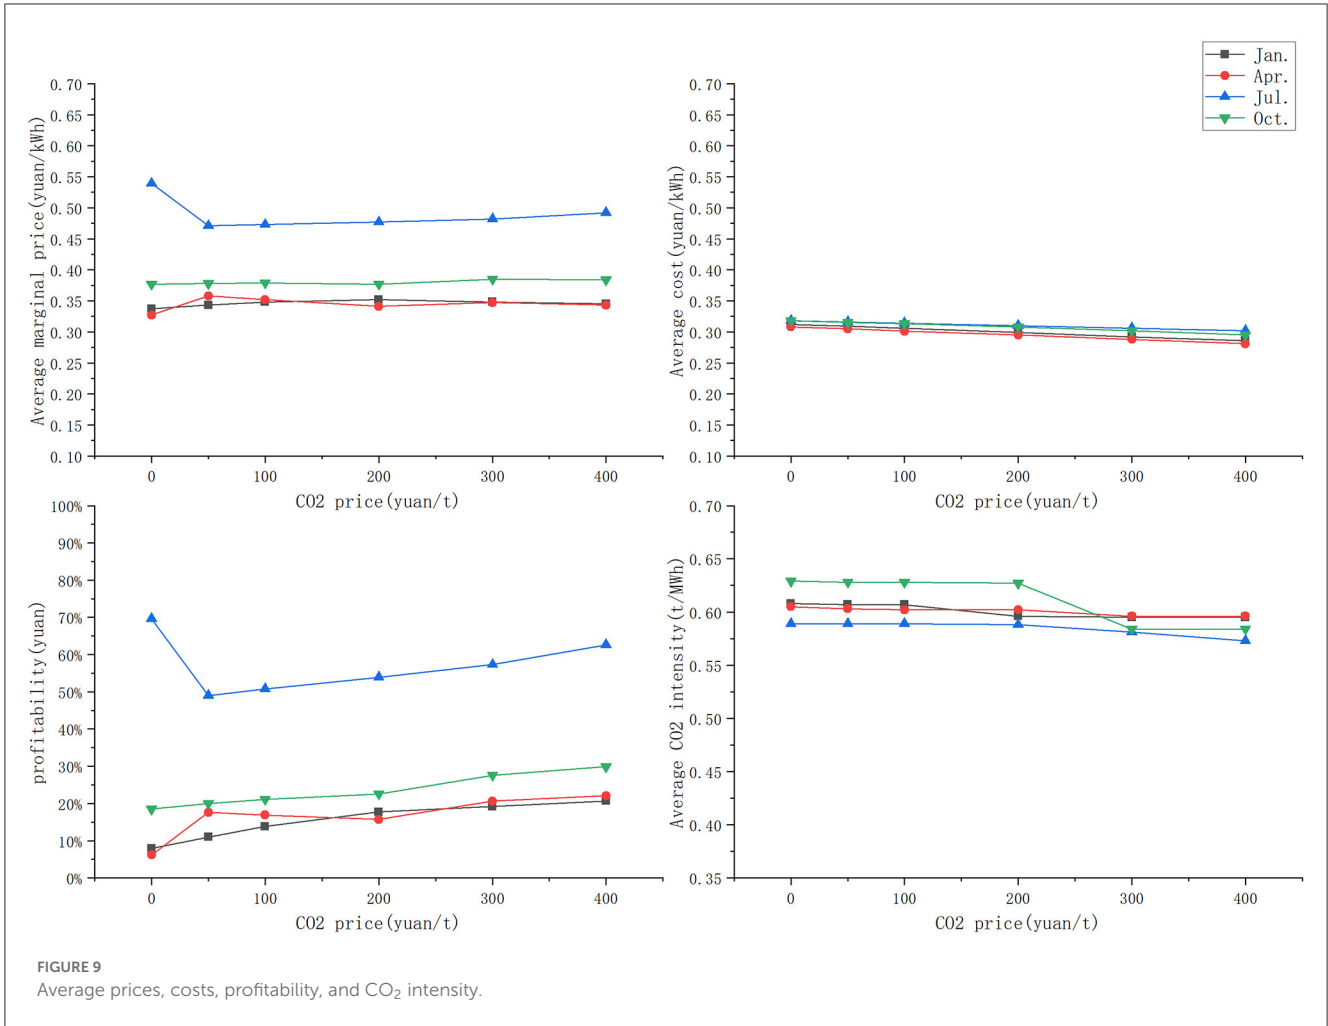 Jan.
Apr.
Jul.
Oct.
Average marginal price(yuan/kWh)
0.70
0.65
0.60
0.55
0.50
0.45
0.40
0.35
0.30
0.25
0.20
0.15
0.10
0 100 200 300 400
CO2 price(yuan/t)
Average cost(yuan/kWh)
0.70
0.65
0.60
0.55
0.50
0.45
0.40
0.35
0.30
0.25
0.20
0.15
0.10
0 100 200 300 400
CO2 price(yuan/t)
profitability(yuan)
100%
90%
80%
70%
60%
50%
40%
30%
20%
10%
0%
0 100 200 300 400
CO2 price(yuan/t)
Average CO2 intensity(t/MWh)
0.70
0.65
0.60
0.55
0.50
0.45
0.40
0.35
0 100 200 300 400
CO2 price(yuan/t)
FIGURE 9
Average prices, costs, profitability, and CO₂ intensity.